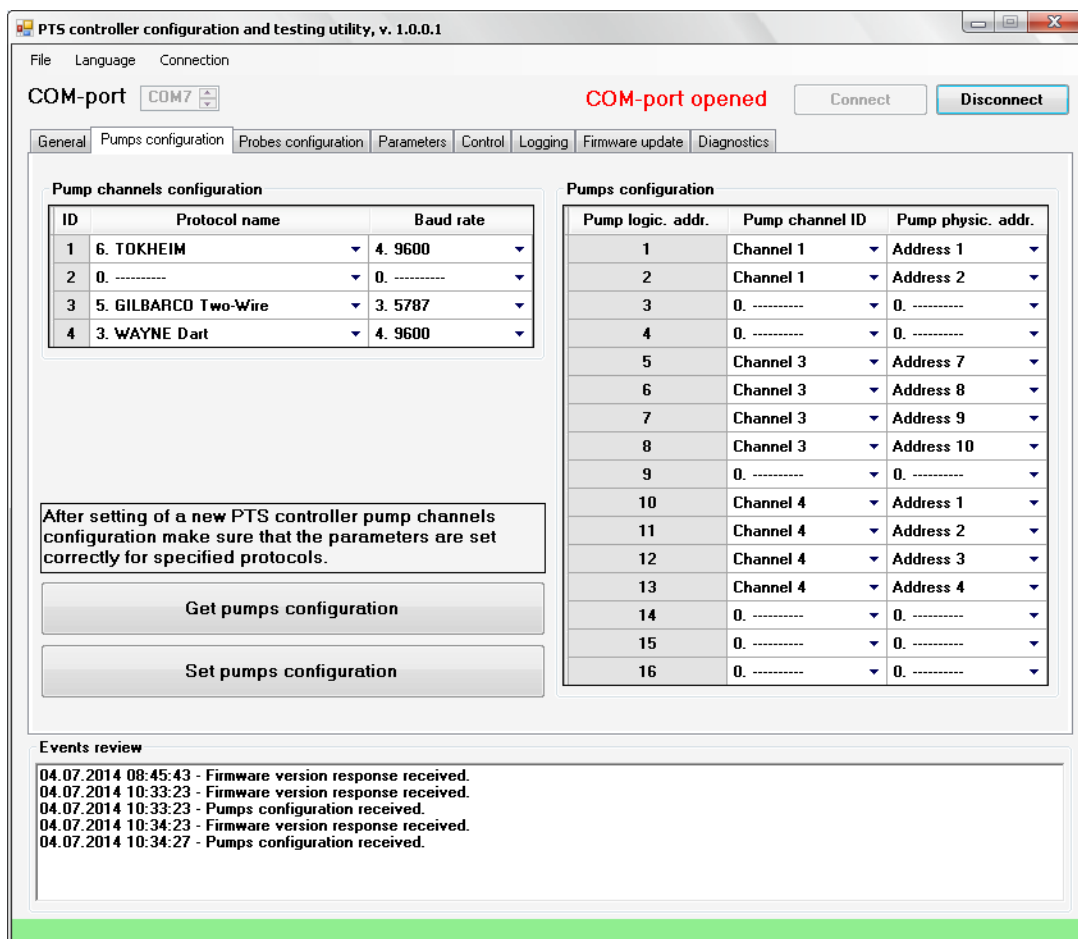 PTS controller configuration and testing utility, v. 1.0.0.1
File Language Connection
COM-port COM7 COM-port opened Connect Disconnect
General Pumps configuration Probes configuration Parameters Control Logging Firmware update Diagnostics
Pump channels configuration
ID Protocol name Baud rate
1 6. TOKHEIM 4. 9600
2 0. ---------- 0. ----------
3 5. GILBARCO Two-Wire 3. 5787
4 3. WAYNE Dart 4. 9600
After setting of a new PTS controller pump channels
configuration make sure that the parameters are set
correctly for specified protocols.
Get pumps configuration
Set pumps configuration
Pumps configuration
Pump logic. addr. Pump channel ID Pump physic. addr.
1 Channel 1 Address 1
2 Channel 1 Address 2
3 0. ---------- 0. ----------
4 0. ---------- 0. ----------
5 Channel 3 Address 7
6 Channel 3 Address 8
7 Channel 3 Address 9
8 Channel 3 Address 10
9 0. ---------- 0. ----------
10 Channel 4 Address 1
11 Channel 4 Address 2
12 Channel 4 Address 3
13 Channel 4 Address 4
14 0. ---------- 0. ----------
15 0. ---------- 0. ----------
16 0. ---------- 0. ----------
Events review
04.07.2014 08:45:43 - Firmware version response received.
04.07.2014 10:33:23 - Firmware version response received.
04.07.2014 10:33:23 - Pumps configuration received.
04.07.2014 10:34:23 - Firmware version response received.
04.07.2014 10:34:27 - Pumps configuration received.